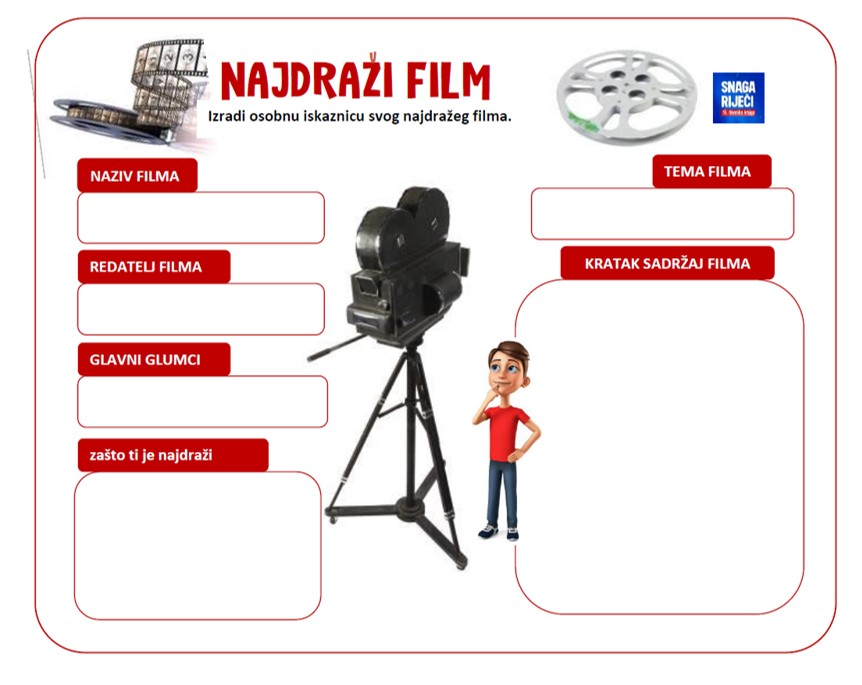 NAJDRAŽI FILM
Izradi osobnu iskaznicu svog najdražeg filma.
SNAGA
RIJEČI
NAZIV FILMA
TEMA FILMA
REDATELJ FILMA
KRATAK SADRŽAJ FILMA
GLAVNI GLUMCI
zašto ti je najdraži